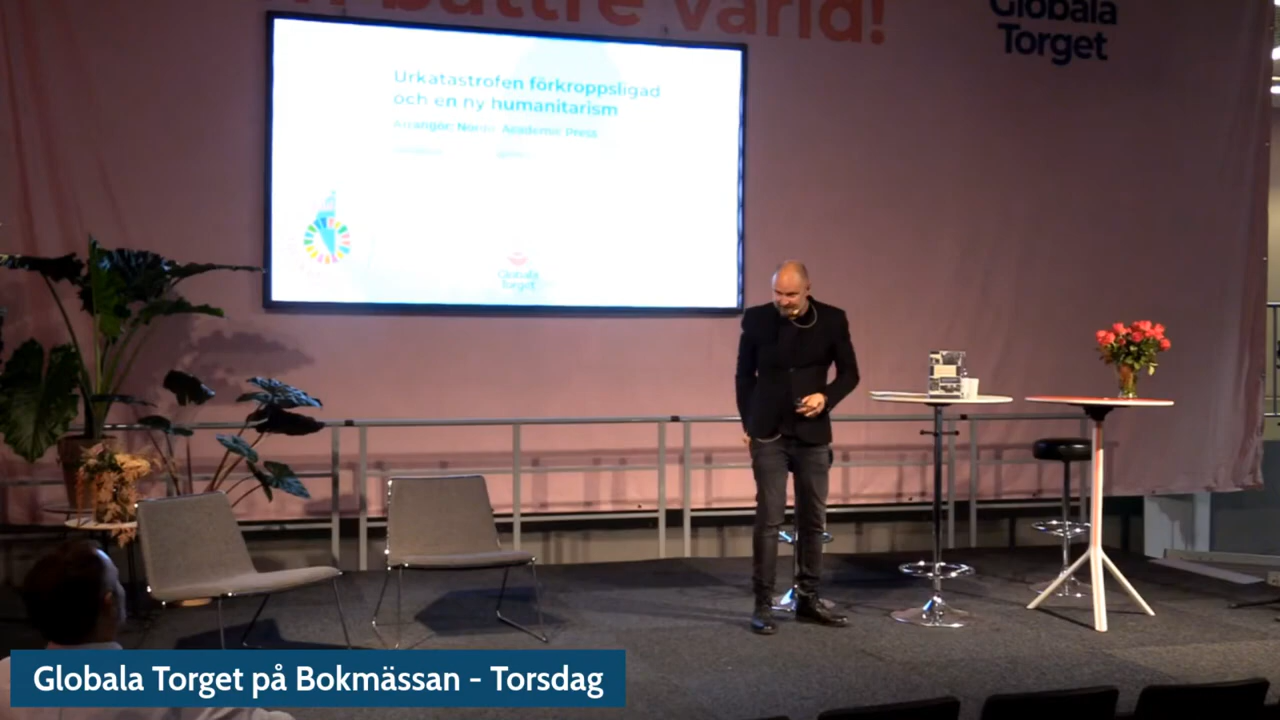 bättre värld!
Globala
Torget
Urkatastrofen förkroppsligad
och en ny humanitarism
Arrangör: Nordic Academic Press
Globala
Torget
Globala Torget på Bokmässan - Torsdag